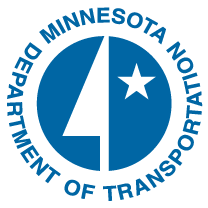 MINNESOTA
DEPARTMENT OF TRANSPORTATION